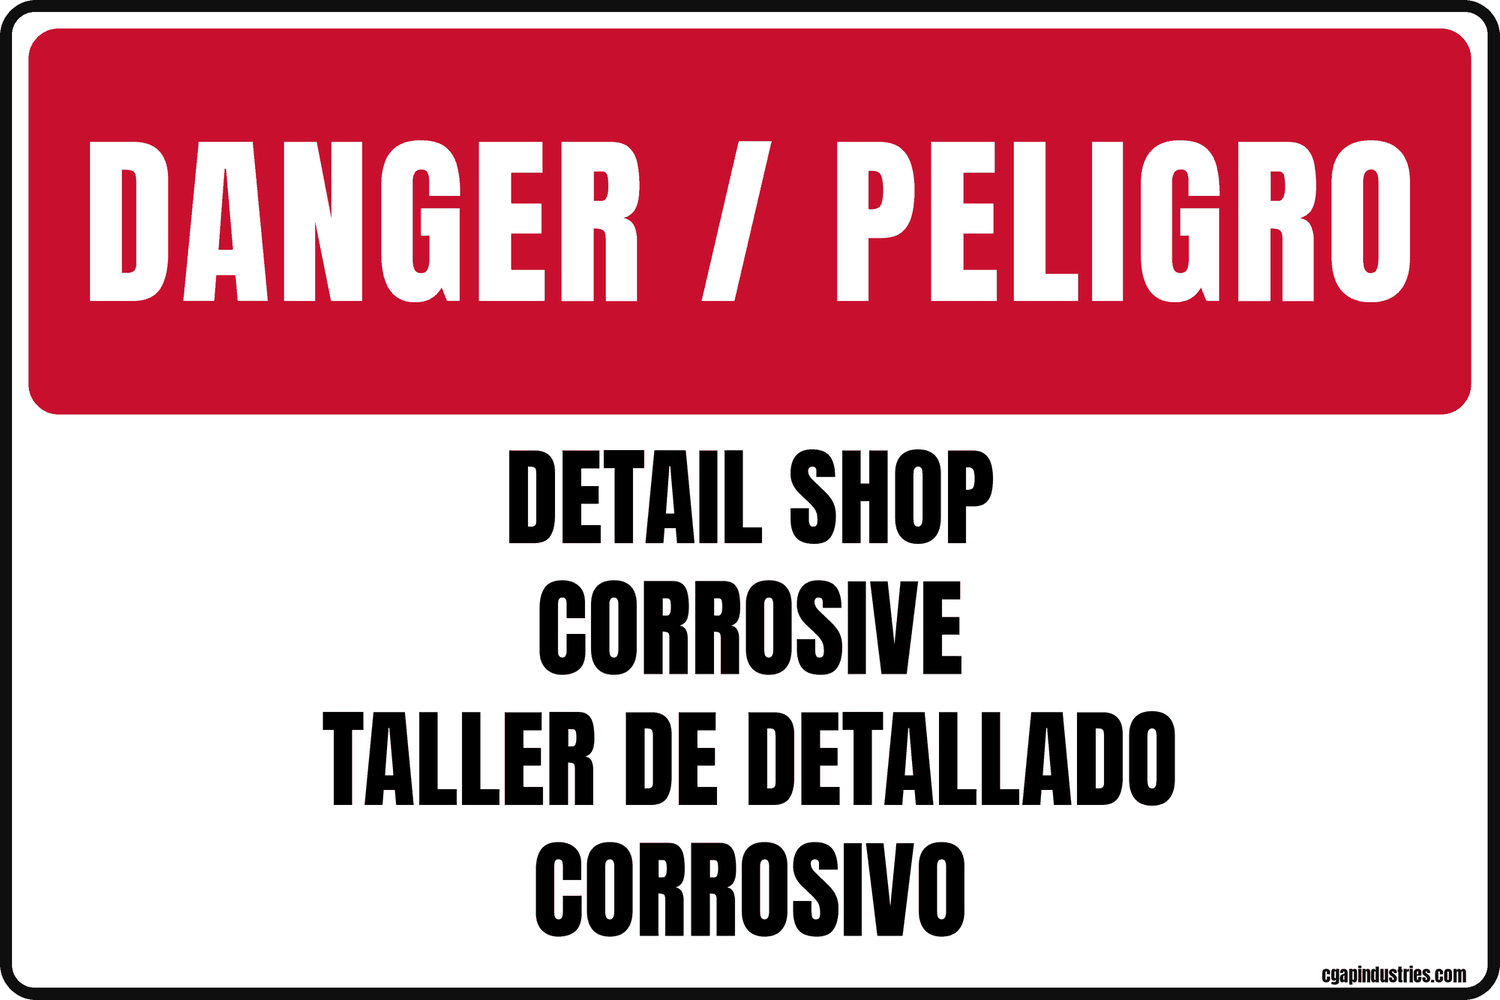 DANGER / PELIGRO
DETAIL SHOP
CORROSIVE
TALLER DE DETALLADO
CORROSIVO
cgapindustries.com